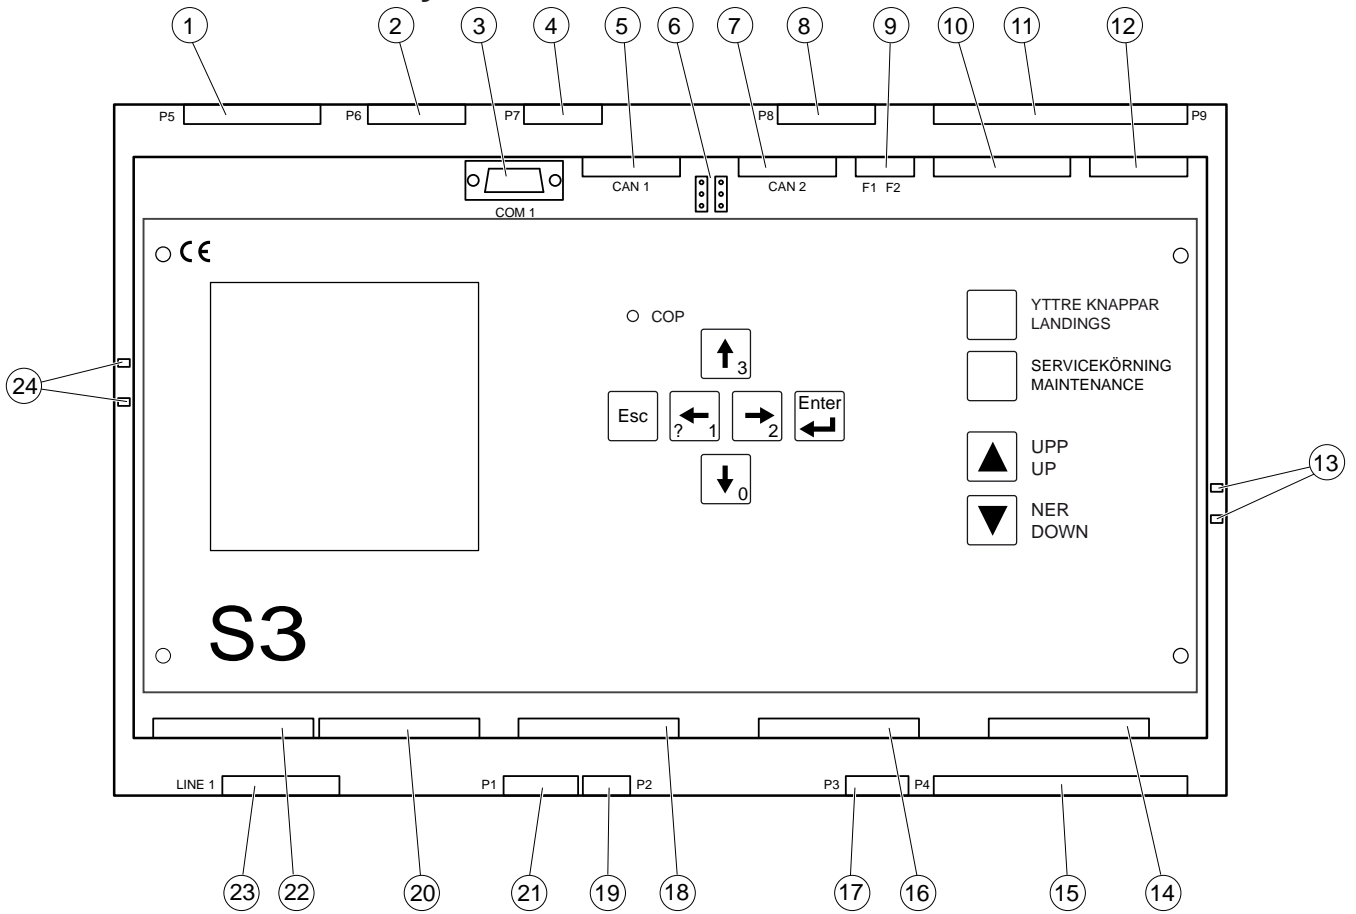 1 2 3 4 5 6 7 8 9 10 11 12
P5 P6 P7 P8 P9
CAN 1 CAN 2 F1 F2
COM 1
CE
COP
YTTRE KNAPPAR
LANDINGS
3
SERVICEKÖRNING
MAINTENANCE
24
Esc ? 1 2 Enter
UPP
UP
13
0
NER
DOWN
S3
LINE 1 P1 P2 P3 P4
23 22 20 21 19 18 17 16 15 14